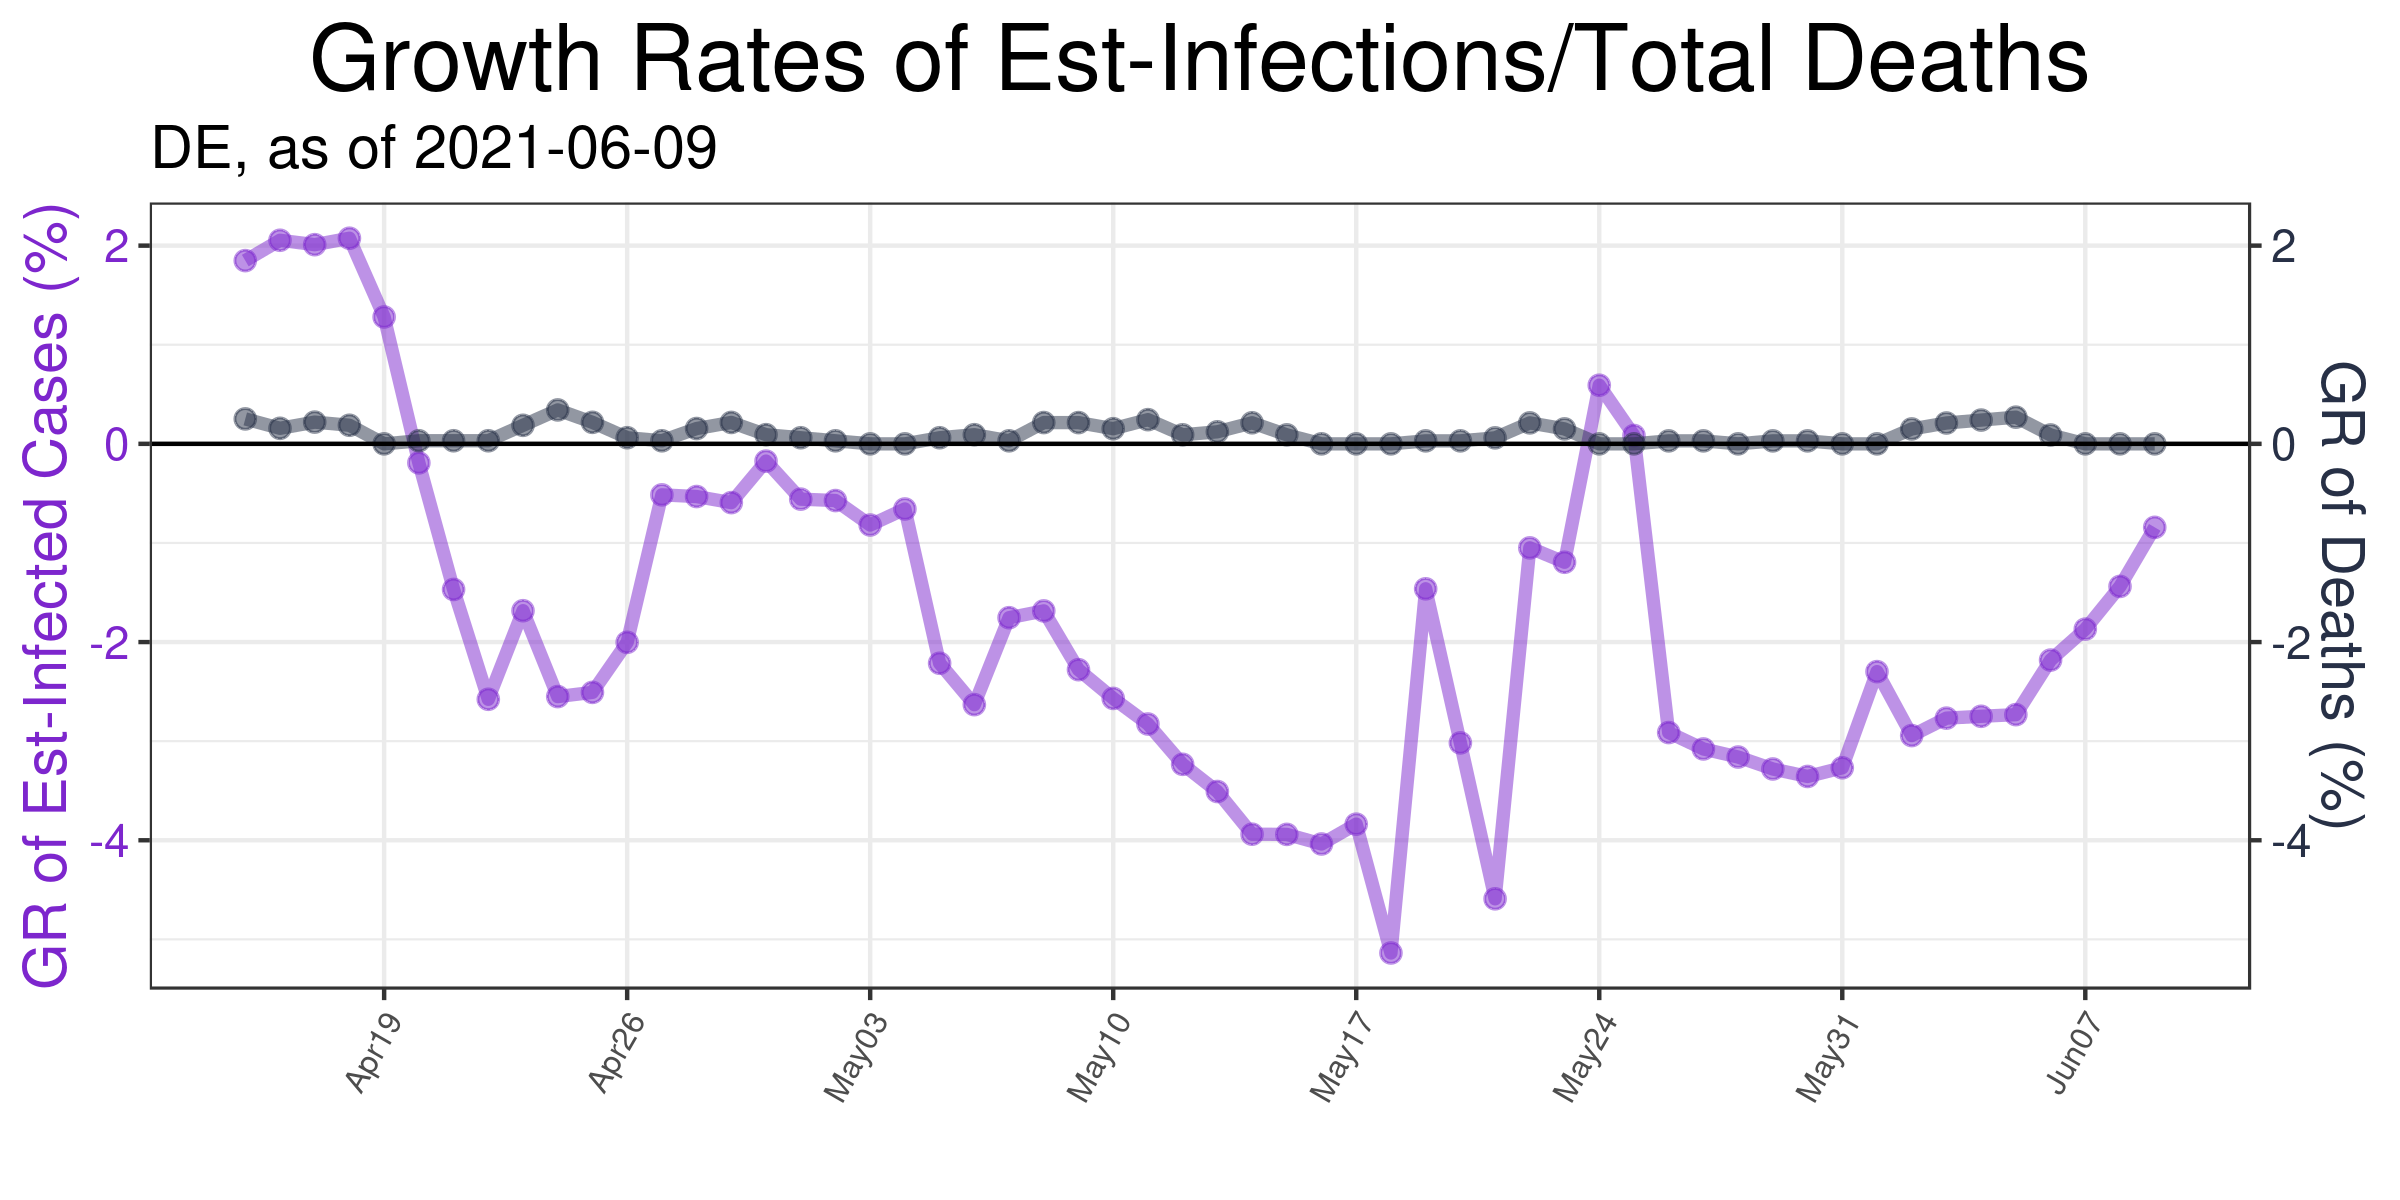 Growth Rates of Est-Infections/Total Deaths
DE, as of 2021-06-09
GR of Est-Infected Cases (%)
2
0
-2
-4
2
0
-2
-4
GR of Deaths (%)
Apr19
Apr26
May03
May10
May17
May24
May31
Jun07